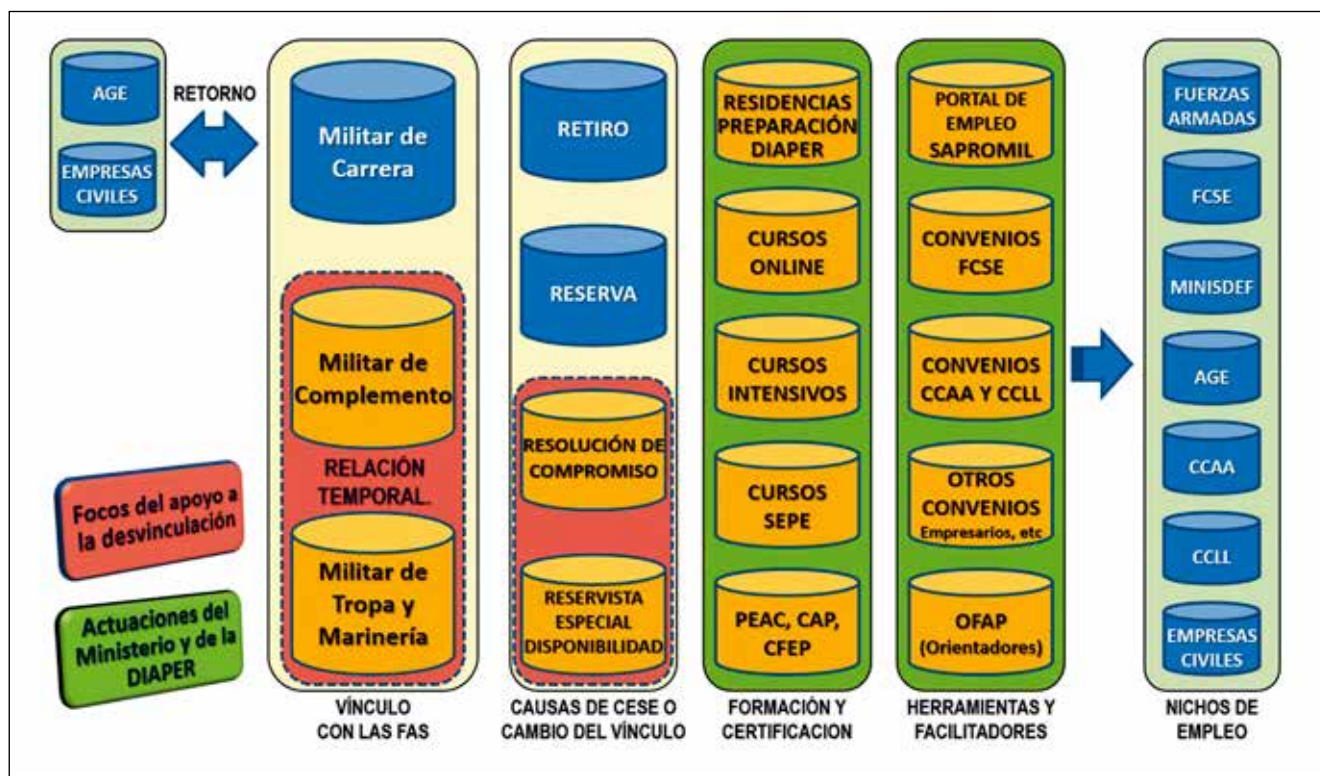 AGE
EMPRESAS
CIVILES
RETORNO
Militar de
Carrera
Militar de
Complemento
RELACIÓN
TEMPORAL.
Militar de
Tropa y
Marinería
VÍNCULO
CON LAS FAS
RETIRO
RESERVA
RESOLUCIÓN DE
COMPROMISO
RESERVISTA
ESPECIAL
DISPONIBILIDAD
CAUSAS DE CESE O
CAMBIO DEL VÍNCULO
RESIDENCIAS
PREPARACIÓN
DIAPER
CURSOS
ONLINE
CURSOS
INTENSIVOS
CURSOS
SEPE
PEAC, CAP,
CFEP
FORMACIÓN Y
CERTIFICACION
PORTAL DE
EMPLEO
SAPROMIL
CONVENIOS
FCSE
CONVENIOS
CCAA Y CCLL
OTROS
CONVENIOS
Empresarios, etc
OFAP
(Orientadores)
HERRAMIENTAS Y
FACILITADORES
FUERZAS
ARMADAS
FCSE
MINISDEF
AGE
CCAA
CCLL
EMPRESAS
CIVILES
NICHOS DE
EMPLEO
Focos del apoyo a
la desvinculación
Actuaciones del
Ministerio y de la
DIAPER